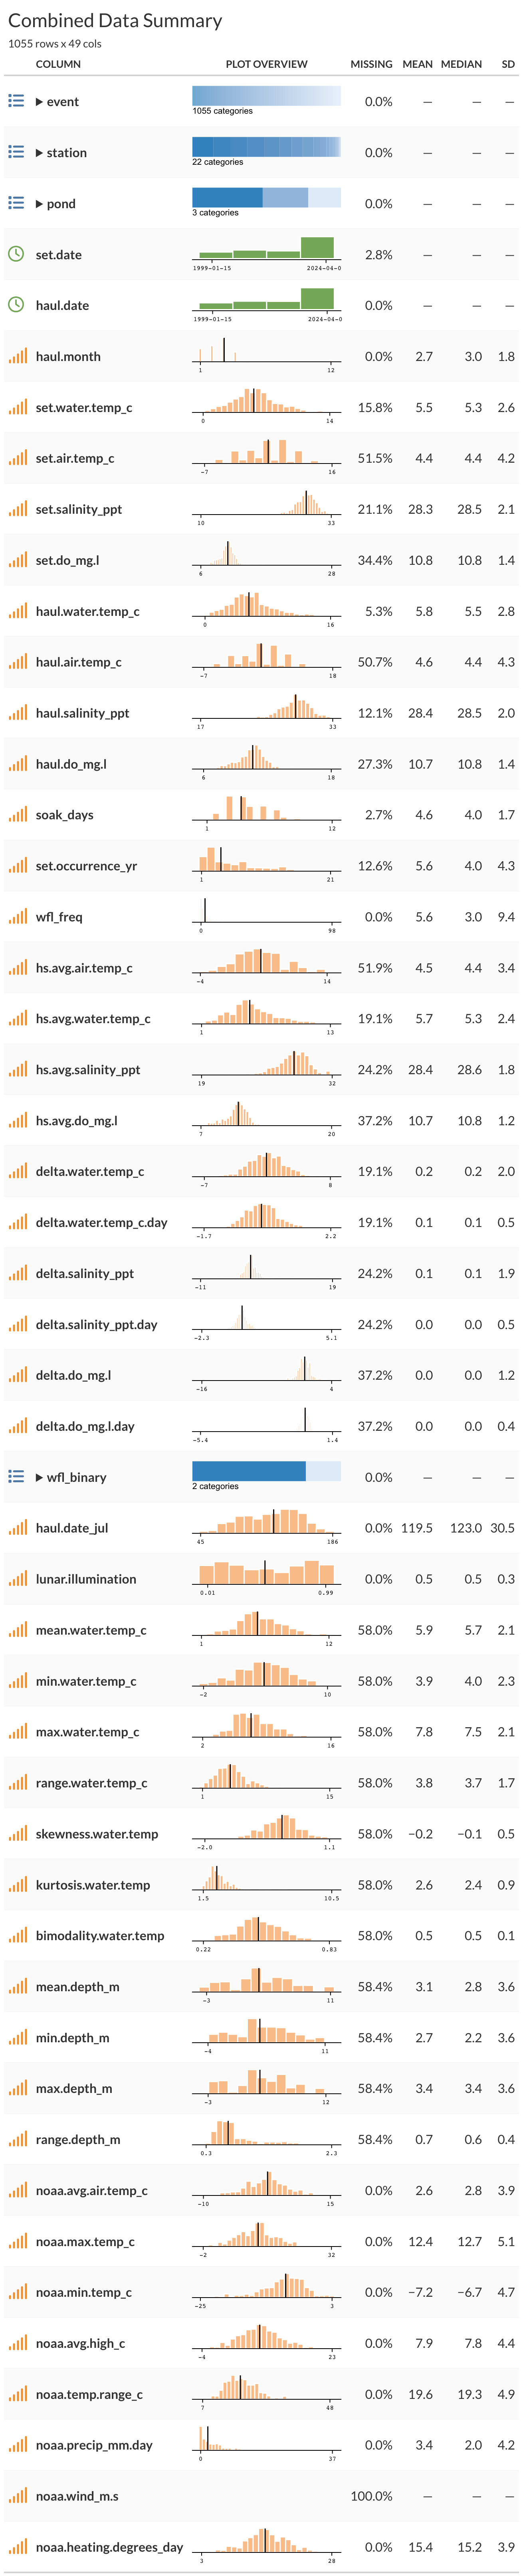 Combined Data Summary
1055 rows x 49 cols
COLUMN PLOT OVERVIEW MISSING MEAN MEDIAN SD
▶ event 0.0% — — —
1055 categories
▶ station 0.0% — — —
22 categories
▶ pond 0.0% — — —
3 categories
set.date 2.8% — — —
1999-01-15 2024-04-0
haul.date 0.0% — — —
1999-01-15 2024-04-0
haul.month 0.0% 2.7 3.0 1.8
1 12
set.water.temp_c 15.8% 5.5 5.3 2.6
0 14
set.air.temp_c 51.5% 4.4 4.4 4.2
-7 16
set.salinity_ppt 21.1% 28.3 28.5 2.1
10 33
set.do_mg.l 34.4% 10.8 10.8 1.4
6 28
haul.water.temp_c 5.3% 5.8 5.5 2.8
0 16
haul.air.temp_c 50.7% 4.6 4.4 4.3
-7 18
haul.salinity_ppt 12.1% 28.4 28.5 2.0
17 33
haul.do_mg.l 27.3% 10.7 10.8 1.4
6 18
soak_days 2.7% 4.6 4.0 1.7
1 12
set.occurrence_yr 12.6% 5.6 4.0 4.3
1 21
wfl_freq 0.0% 5.6 3.0 9.4
0 98
hs.avg.air.temp_c 51.9% 4.5 4.4 3.4
-4 14
hs.avg.water.temp_c 19.1% 5.7 5.3 2.4
1 13
hs.avg.salinity_ppt 24.2% 28.4 28.6 1.8
19 32
hs.avg.do_mg.l 37.2% 10.7 10.8 1.2
7 20
delta.water.temp_c 19.1% 0.2 0.2 2.0
-7 8
delta.water.temp_c.day 19.1% 0.1 0.1 0.5
-1.7 2.2
delta.salinity_ppt 24.2% 0.1 0.1 1.9
-11 19
delta.salinity_ppt.day 24.2% 0.0 0.0 0.5
-2.3 5.1
delta.do_mg.l 37.2% 0.0 0.0 1.2
-16 4
delta.do_mg.l.day 37.2% 0.0 0.0 0.4
-5.4 1.4
▶ wfl_binary 0.0% — — —
2 categories
haul.date_jul 0.0% 119.5 123.0 30.5
45 186
lunar.illumination 0.0% 0.5 0.5 0.3
0.01 0.99
mean.water.temp_c 58.0% 5.9 5.7 2.1
1 12
min.water.temp_c 58.0% 3.9 4.0 2.3
-2 10
max.water.temp_c 58.0% 7.8 7.5 2.1
2 16
range.water.temp_c 58.0% 3.8 3.7 1.7
1 15
skewness.water.temp 58.0% −0.2 −0.1 0.5
-2.0 1.1
kurtosis.water.temp 58.0% 2.6 2.4 0.9
1.5 10.5
bimodality.water.temp 58.0% 0.5 0.5 0.1
0.22 0.83
mean.depth_m 58.4% 3.1 2.8 3.6
-3 11
min.depth_m 58.4% 2.7 2.2 3.6
-4 11
max.depth_m 58.4% 3.4 3.4 3.6
-3 12
range.depth_m 58.4% 0.7 0.6 0.4
0.3 2.3
noaa.avg.air.temp_c 0.0% 2.6 2.8 3.9
-10 15
noaa.max.temp_c 0.0% 12.4 12.7 5.1
-2 32
noaa.min.temp_c 0.0% −7.2 −6.7 4.7
-25 3
noaa.avg.high_c 0.0% 7.9 7.8 4.4
-4 23
noaa.temp.range_c 0.0% 19.6 19.3 4.9
7 48
noaa.precip_mm.day 0.0% 3.4 2.0 4.2
0 37
noaa.wind_m.s 100.0% — — —
noaa.heating.degrees_day 0.0% 15.4 15.2 3.9
3 28